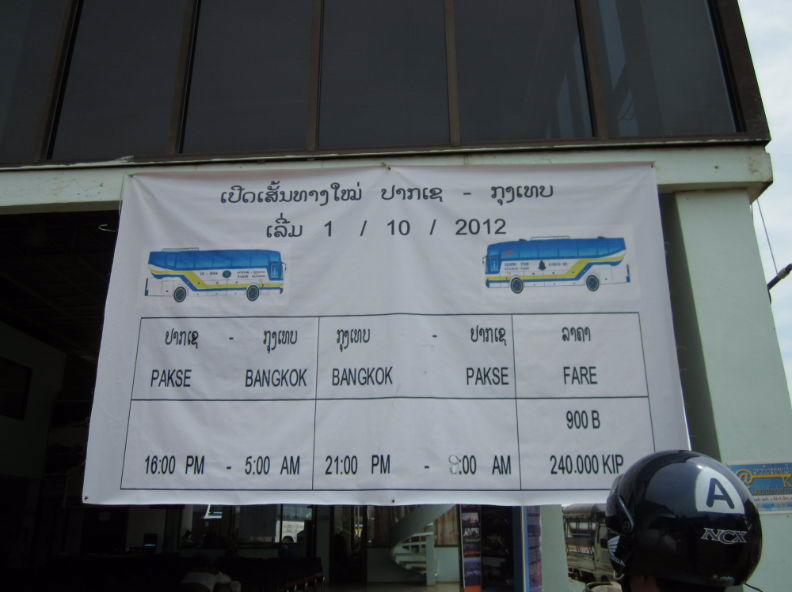 ເປີດເສັ້ນທາງໃໝ່ ປາກເຊ - ກຸງເທບ
ເລີ່ມ 1 / 10 / 2012
ປາກເຊ - ກຸງເທບ ກຸງເທບ - ປາກເຊ ລາຄາ
PAKSE BANGKOK BANGKOK PAKSE FARE
900 B
16:00 PM - 5:00 AM 21:00 PM - :00 AM 240.000 KIP
A
NCX